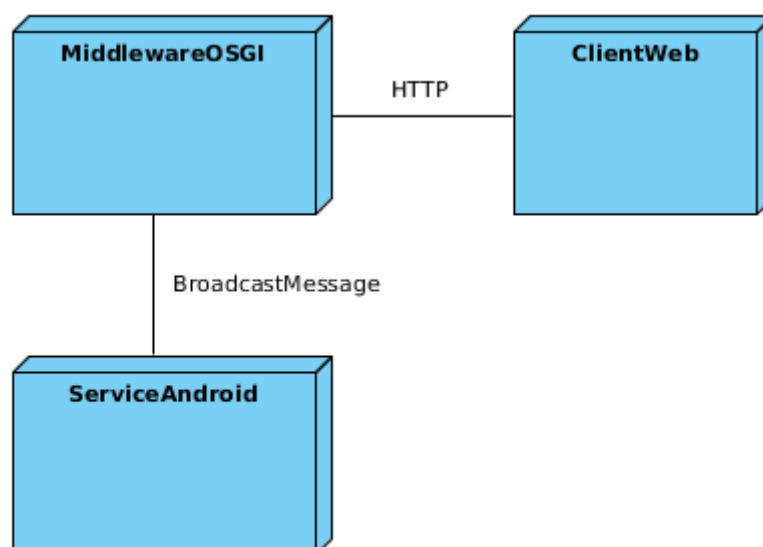 MiddlewareOSGI
ClientWeb
HTTP
BroadcastMessage
ServiceAndroid